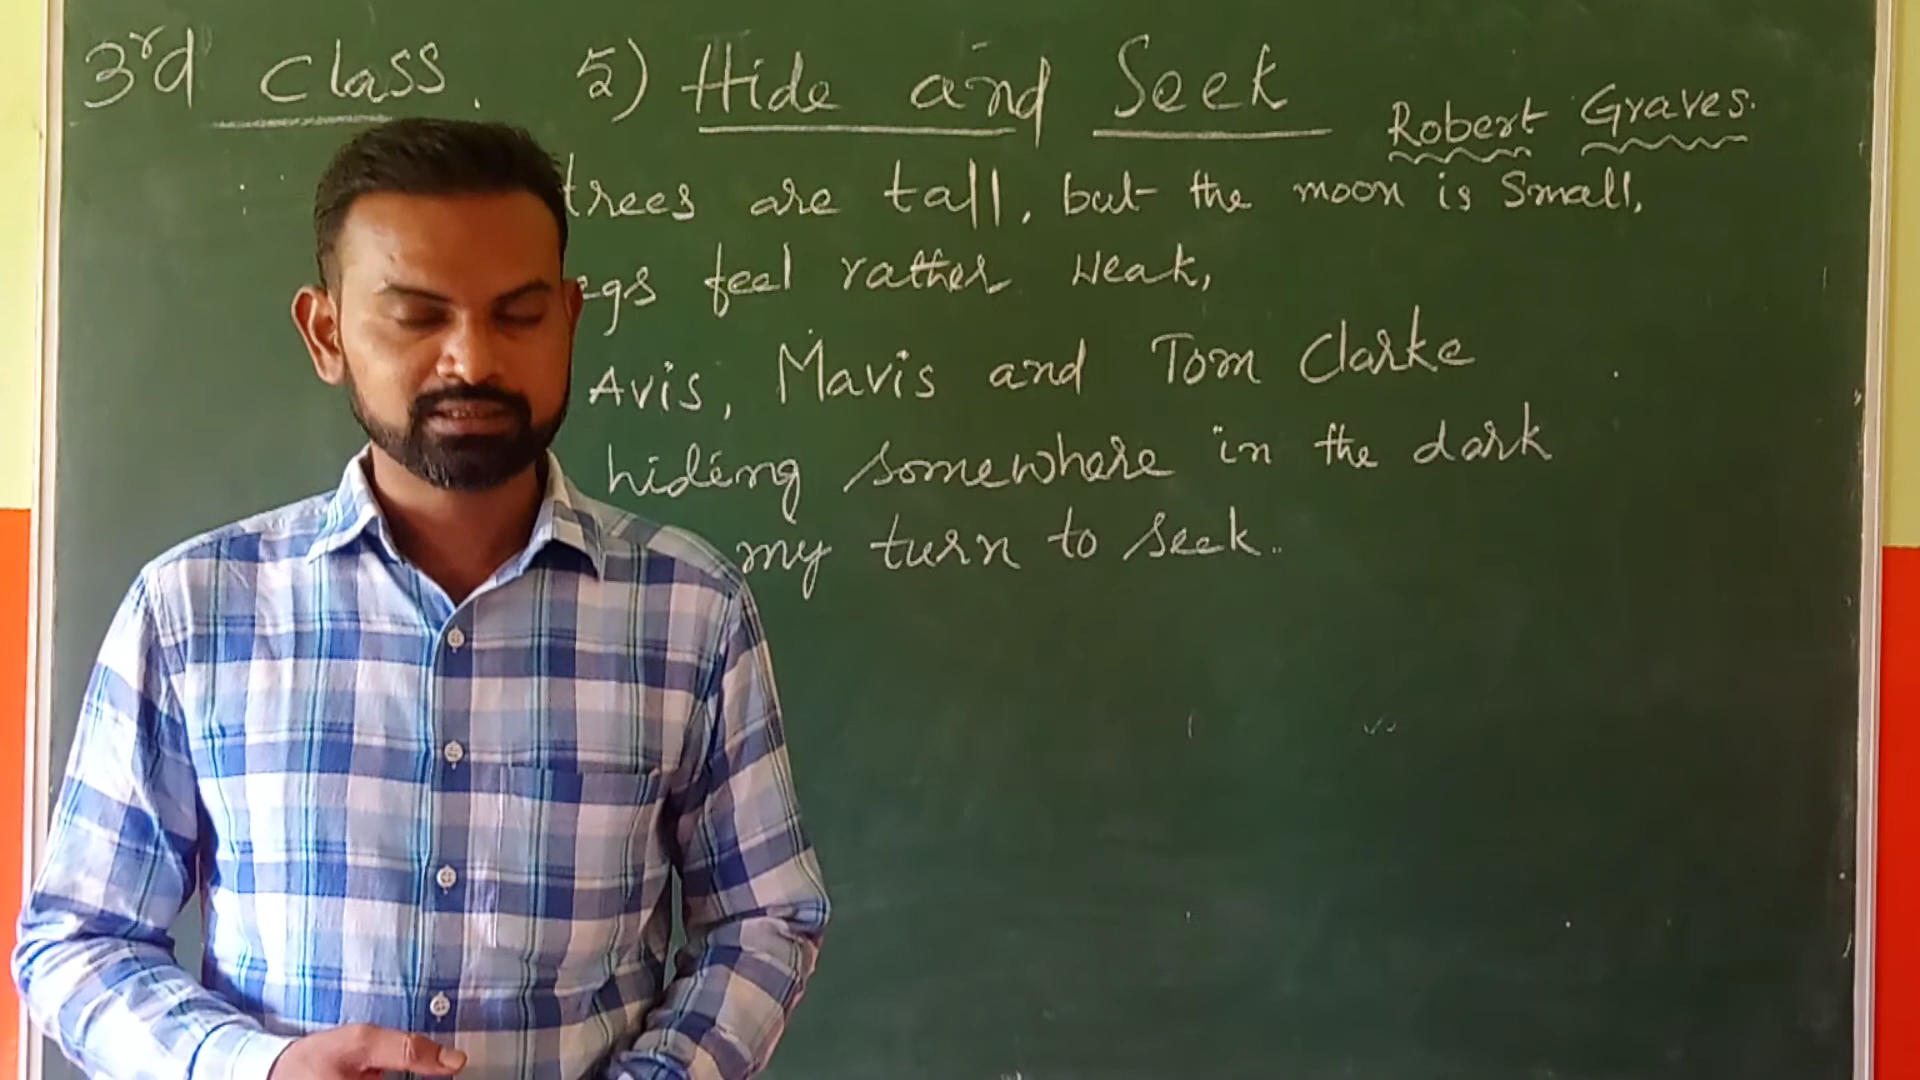 3rd class. 5) Hide and Seek
Robert Graves.
trees are tall, but the moon is small,
egs feel rather weak,
Avis, Mavis and Tom Clarke
hiding somewhere in the dark
my turn to seek..